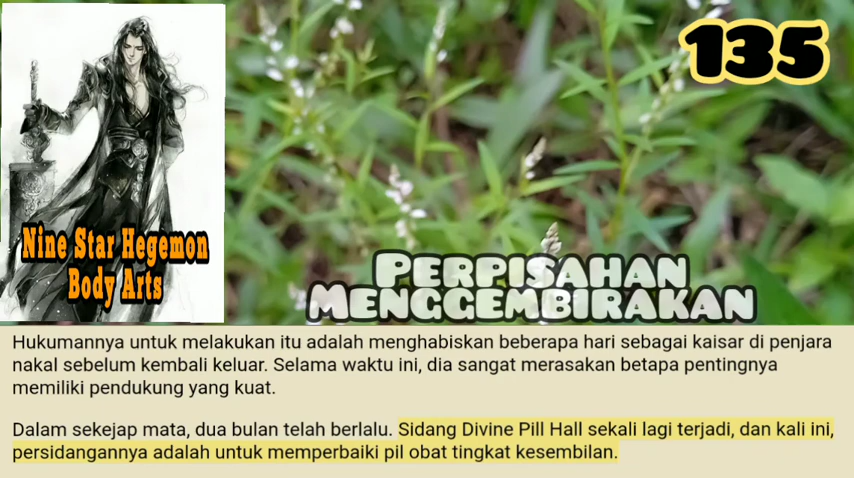 135
Nine Star Hegemon
Body Arts
PERPISAHAN
MENGGEMBIRAKAN
Hukumannya untuk melakukan itu adalah menghabiskan beberapa hari sebagai kaisar di penjara
nakal sebelum kembali keluar. Selama waktu ini, dia sangat merasakan betapa pentingnya
memiliki pendukung yang kuat.
Dalam sekejap mata, dua bulan telah berlalu. Sidang Divine Pill Hall sekali lagi terjadi, dan kali ini,
persidangannya adalah untuk memperbaiki pil obat tingkat kesembilan.